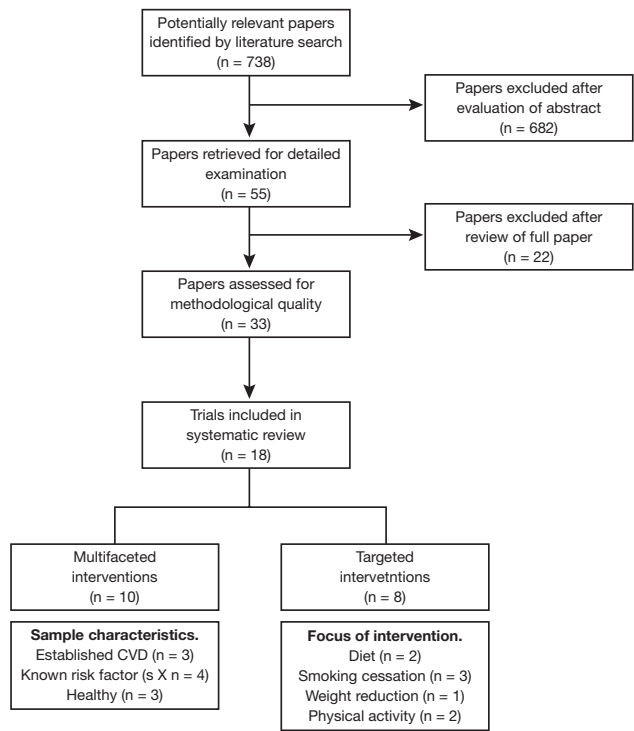 Potentially relevant papers
identified by literature search
(n = 738)
Papers excluded after
evaluation of abstract
(n = 682)
Papers retrieved for detailed
examination
(n = 55)
Papers excluded after
review of full paper
(n = 22)
Papers assessed for
methodological quality
(n = 33)
Trials included in
systematic review
(n = 18)
Multifaceted
interventions
(n = 10)
Targeted
intervetntions
(n = 8)
Sample characteristics.
Established CVD (n = 3)
Known risk factor (s X n = 4)
Healthy (n = 3)
Focus of intervention.
Diet (n = 2)
Smoking cessation (n = 3)
Weight reduction (n = 1)
Physical activity (n = 2)